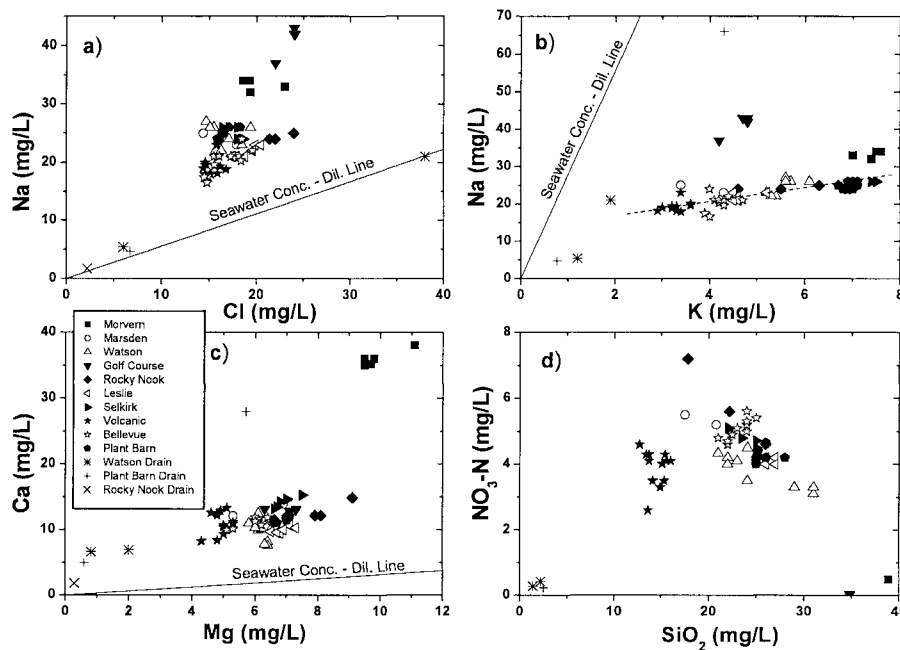 a)
Na (mg/L)
40
30
20
10
0
0
10
20
30
40
Cl (mg/L)
Seawater Conc. - Dil. Line
b)
Na (mg/L)
70
60
50
40
30
20
10
0
0
2
4
6
8
K (mg/L)
Seawater Conc. - Dil. Line
Morvern
Marsden
Watson
Golf Course
Rocky Nook
Leslie
Selkirk
Volcanic
Bellevue
Plant Barn
Watson Drain
Plant Barn Drain
Rocky Nook Drain
c)
Ca (mg/L)
40
30
20
10
0
0
2
4
6
8
10
12
Mg (mg/L)
Seawater Conc. - Dil. Line
d)
NO3-N (mg/L)
8
6
4
2
0
0
10
20
30
40
SiO2 (mg/L)